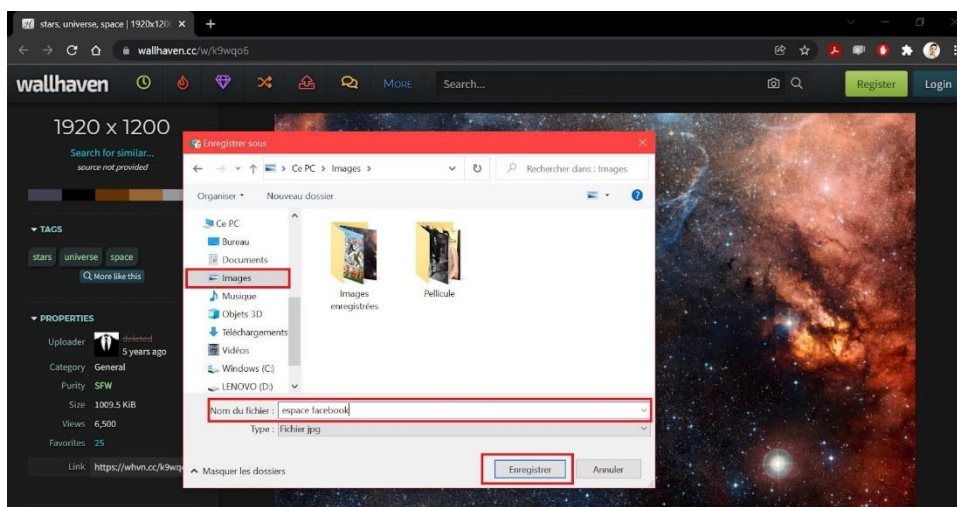 stars, universe, space | 1920x120
wallhaven.cc/w/k9wqo6
wallhaven
MORE
Search...
Register
Login
1920 x 1200
Search for similar...
source not provided
TAGS
stars universe space
More like this
PROPERTIES
Uploader deleted
5 years ago
Category General
Purity SFW
Size 1009.5 KiB
Views 6,500
Favorites 25
Link https://whvn.cc/k9wq
Enregistrer sous
Ce PC > Images >
Rechercher dans : Images
Organiser
Nouveau dossier
Ce PC
Bureau
Documents
Images
Musique
Objets 3D
Téléchargements
Vidéos
Windows (C:)
LENOVO (D:)
Images
enregistrées
Pellicule
Nom du fichier : espace facebook
Type : Fichier jpg
Masquer les dossiers
Enregistrer
Annuler